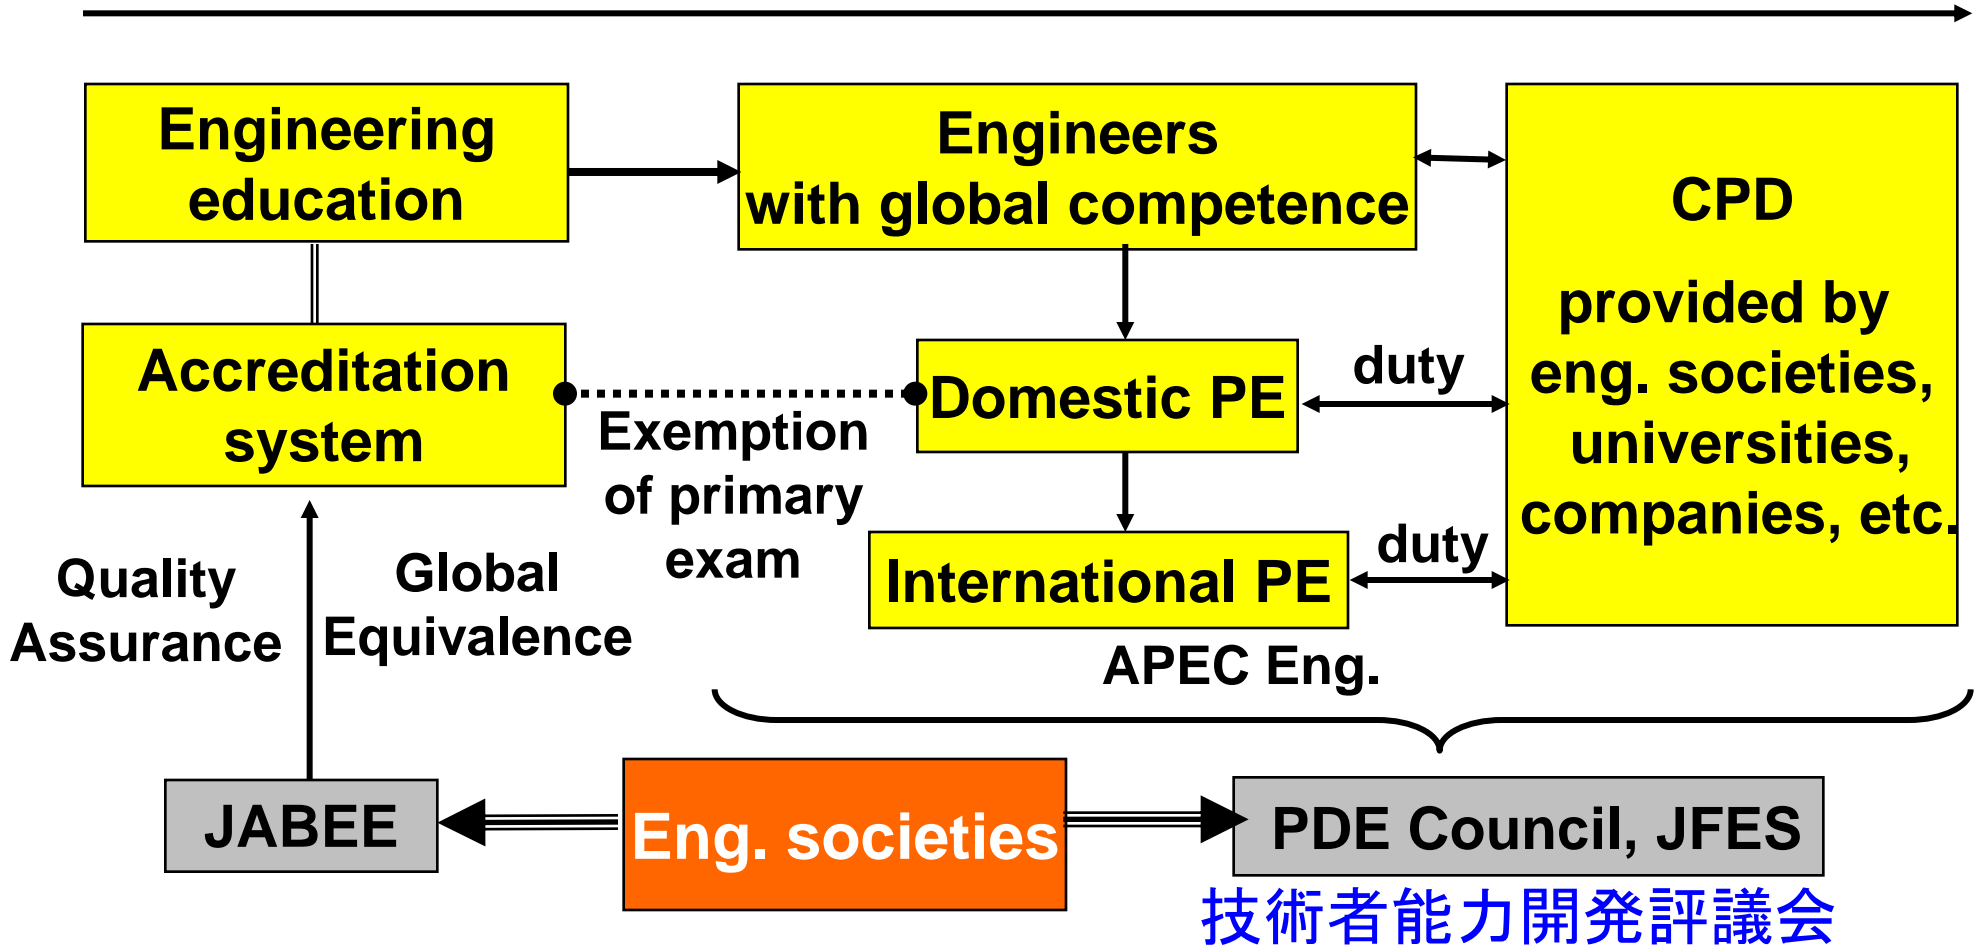 Engineering
education
Engineers
with global competence
CPD
provided by
eng. societies,
universities,
companies, etc.
Accreditation
system
Exemption
of primary
exam
Domestic PE
duty
International PE
duty
APEC Eng.
Quality
Assurance
Global
Equivalence
JABEE
Eng. societies
PDE Council, JFES
技術者能力開発評議会